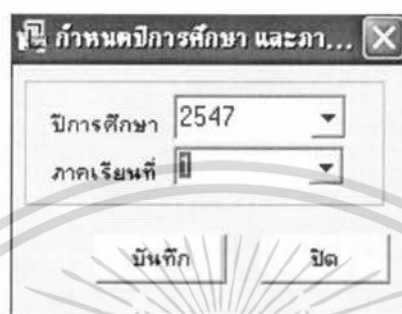 กำหนดปีการศึกษา และภา...
ปีการศึกษา 2547
ภาคเรียนที่ 1
บันทึก ปิด